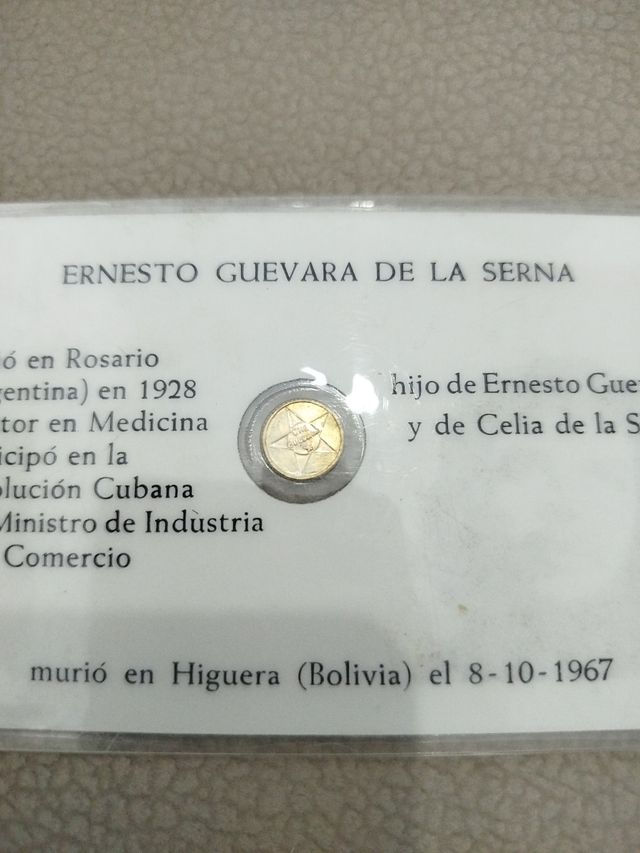 ERNESTO GUEVARA DE LA SERNA
ó en Rosario
gentina) en 1928
tor en Medicina
icipó en la
olución Cubana
Ministro de Indùstria
Comercio
hijo de Ernesto Gue
y de Celia de la S
murió en Higuera (Bolivia) el 8-10-1967